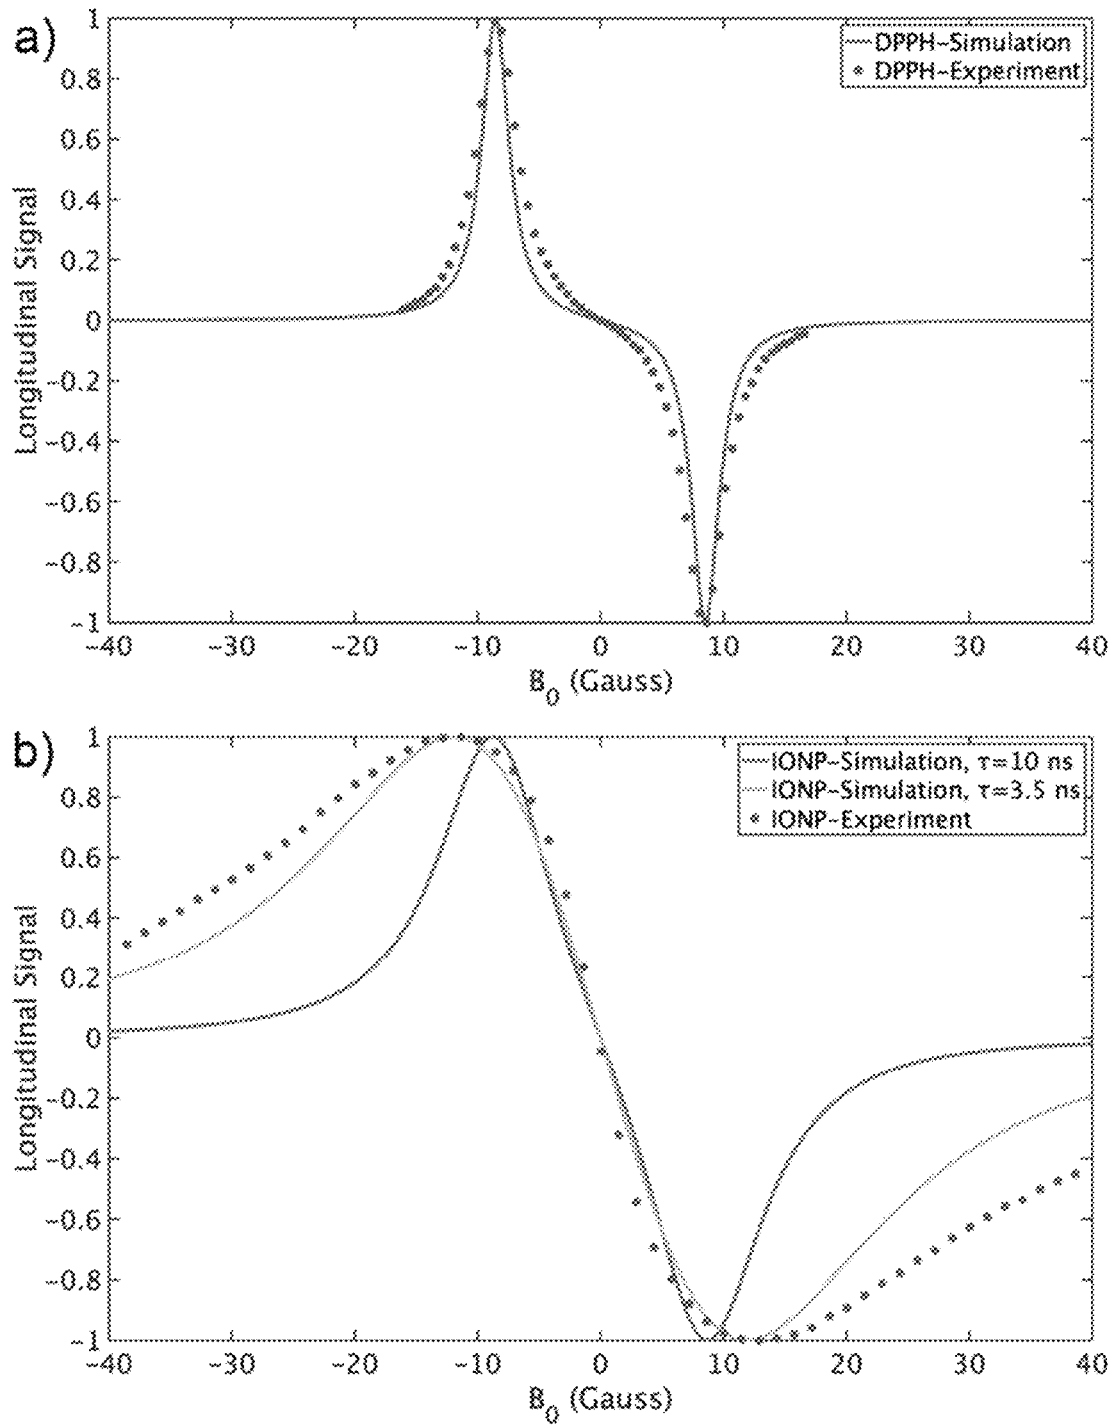 a)
1
0.8
0.6
0.4
0.2
0
-0.2
-0.4
-0.6
-0.8
-1
Longitudinal Signal
DPPH-Simulation
DPPH-Experiment
-40 -30 -20 -10 0 10 20 30 40
B0 (Gauss)
b)
1
0.8
0.6
0.4
0.2
0
-0.2
-0.4
-0.6
-0.8
-1
Longitudinal Signal
IONP-Simulation, τ=10 ns
IONP-Simulation, τ=3.5 ns
IONP-Experiment
-40 -30 -20 -10 0 10 20 30 40
B0 (Gauss)